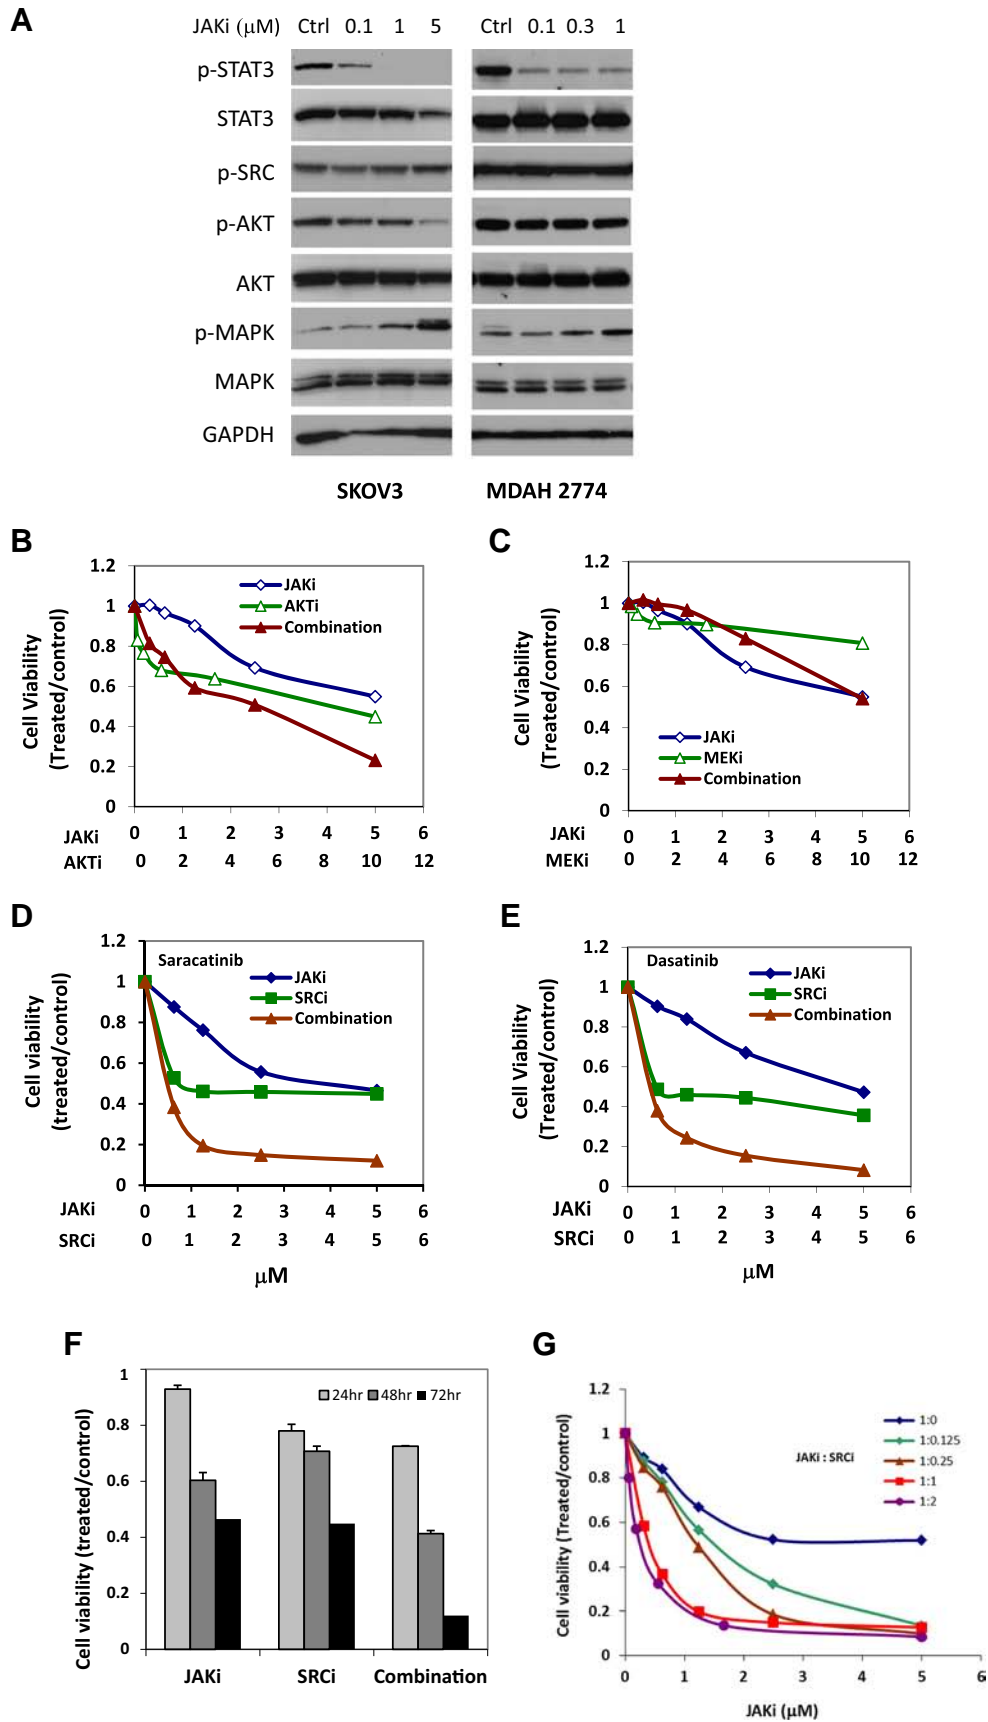 A
JAKi (μM) Ctrl 0.1 1 5 Ctrl 0.1 0.3 1
p-STAT3
STAT3
p-SRC
p-AKT
AKT
p-MAPK
MAPK
GAPDH
SKOV3 MDAH 2774
B
Cell Viability
(Treated/control)
1.2
1
0.8
0.6
0.4
0.2
0
JAKi
AKTi
Combination
JAKi 0 1 2 3 4 5 6
AKTi 0 2 4 6 8 10 12
C
Cell Viability
(Treated/control)
1.2
1
0.8
0.6
0.4
0.2
0
JAKi
MEKi
Combination
JAKi 0 1 2 3 4 5 6
MEKi 0 2 4 6 8 10 12
D
Cell viability
(treated/control)
1.2
1
0.8
0.6
0.4
0.2
0
Saracatinib
JAKi
SRCi
Combination
JAKi 0 1 2 3 4 5 6
SRCi 0 1 2 3 4 5 6
μM
E
Cell Viability
(Treated/control)
1.2
1
0.8
0.6
0.4
0.2
0
Dasatinib
JAKi
SRCi
Combination
JAKi 0 1 2 3 4 5 6
SRCi 0 1 2 3 4 5 6
μM
F
Cell viability (treated/control)
1
0.8
0.6
0.4
0.2
0
24hr 48hr 72hr
JAKi SRCi Combination
G
Cell viability (Treated/control)
1.2
1
0.8
0.6
0.4
0.2
0
JAKi : SRCi
1:0
1:0.125
1:0.25
1:1
1:2
0 1 2 3 4 5 6
JAKi (μM)